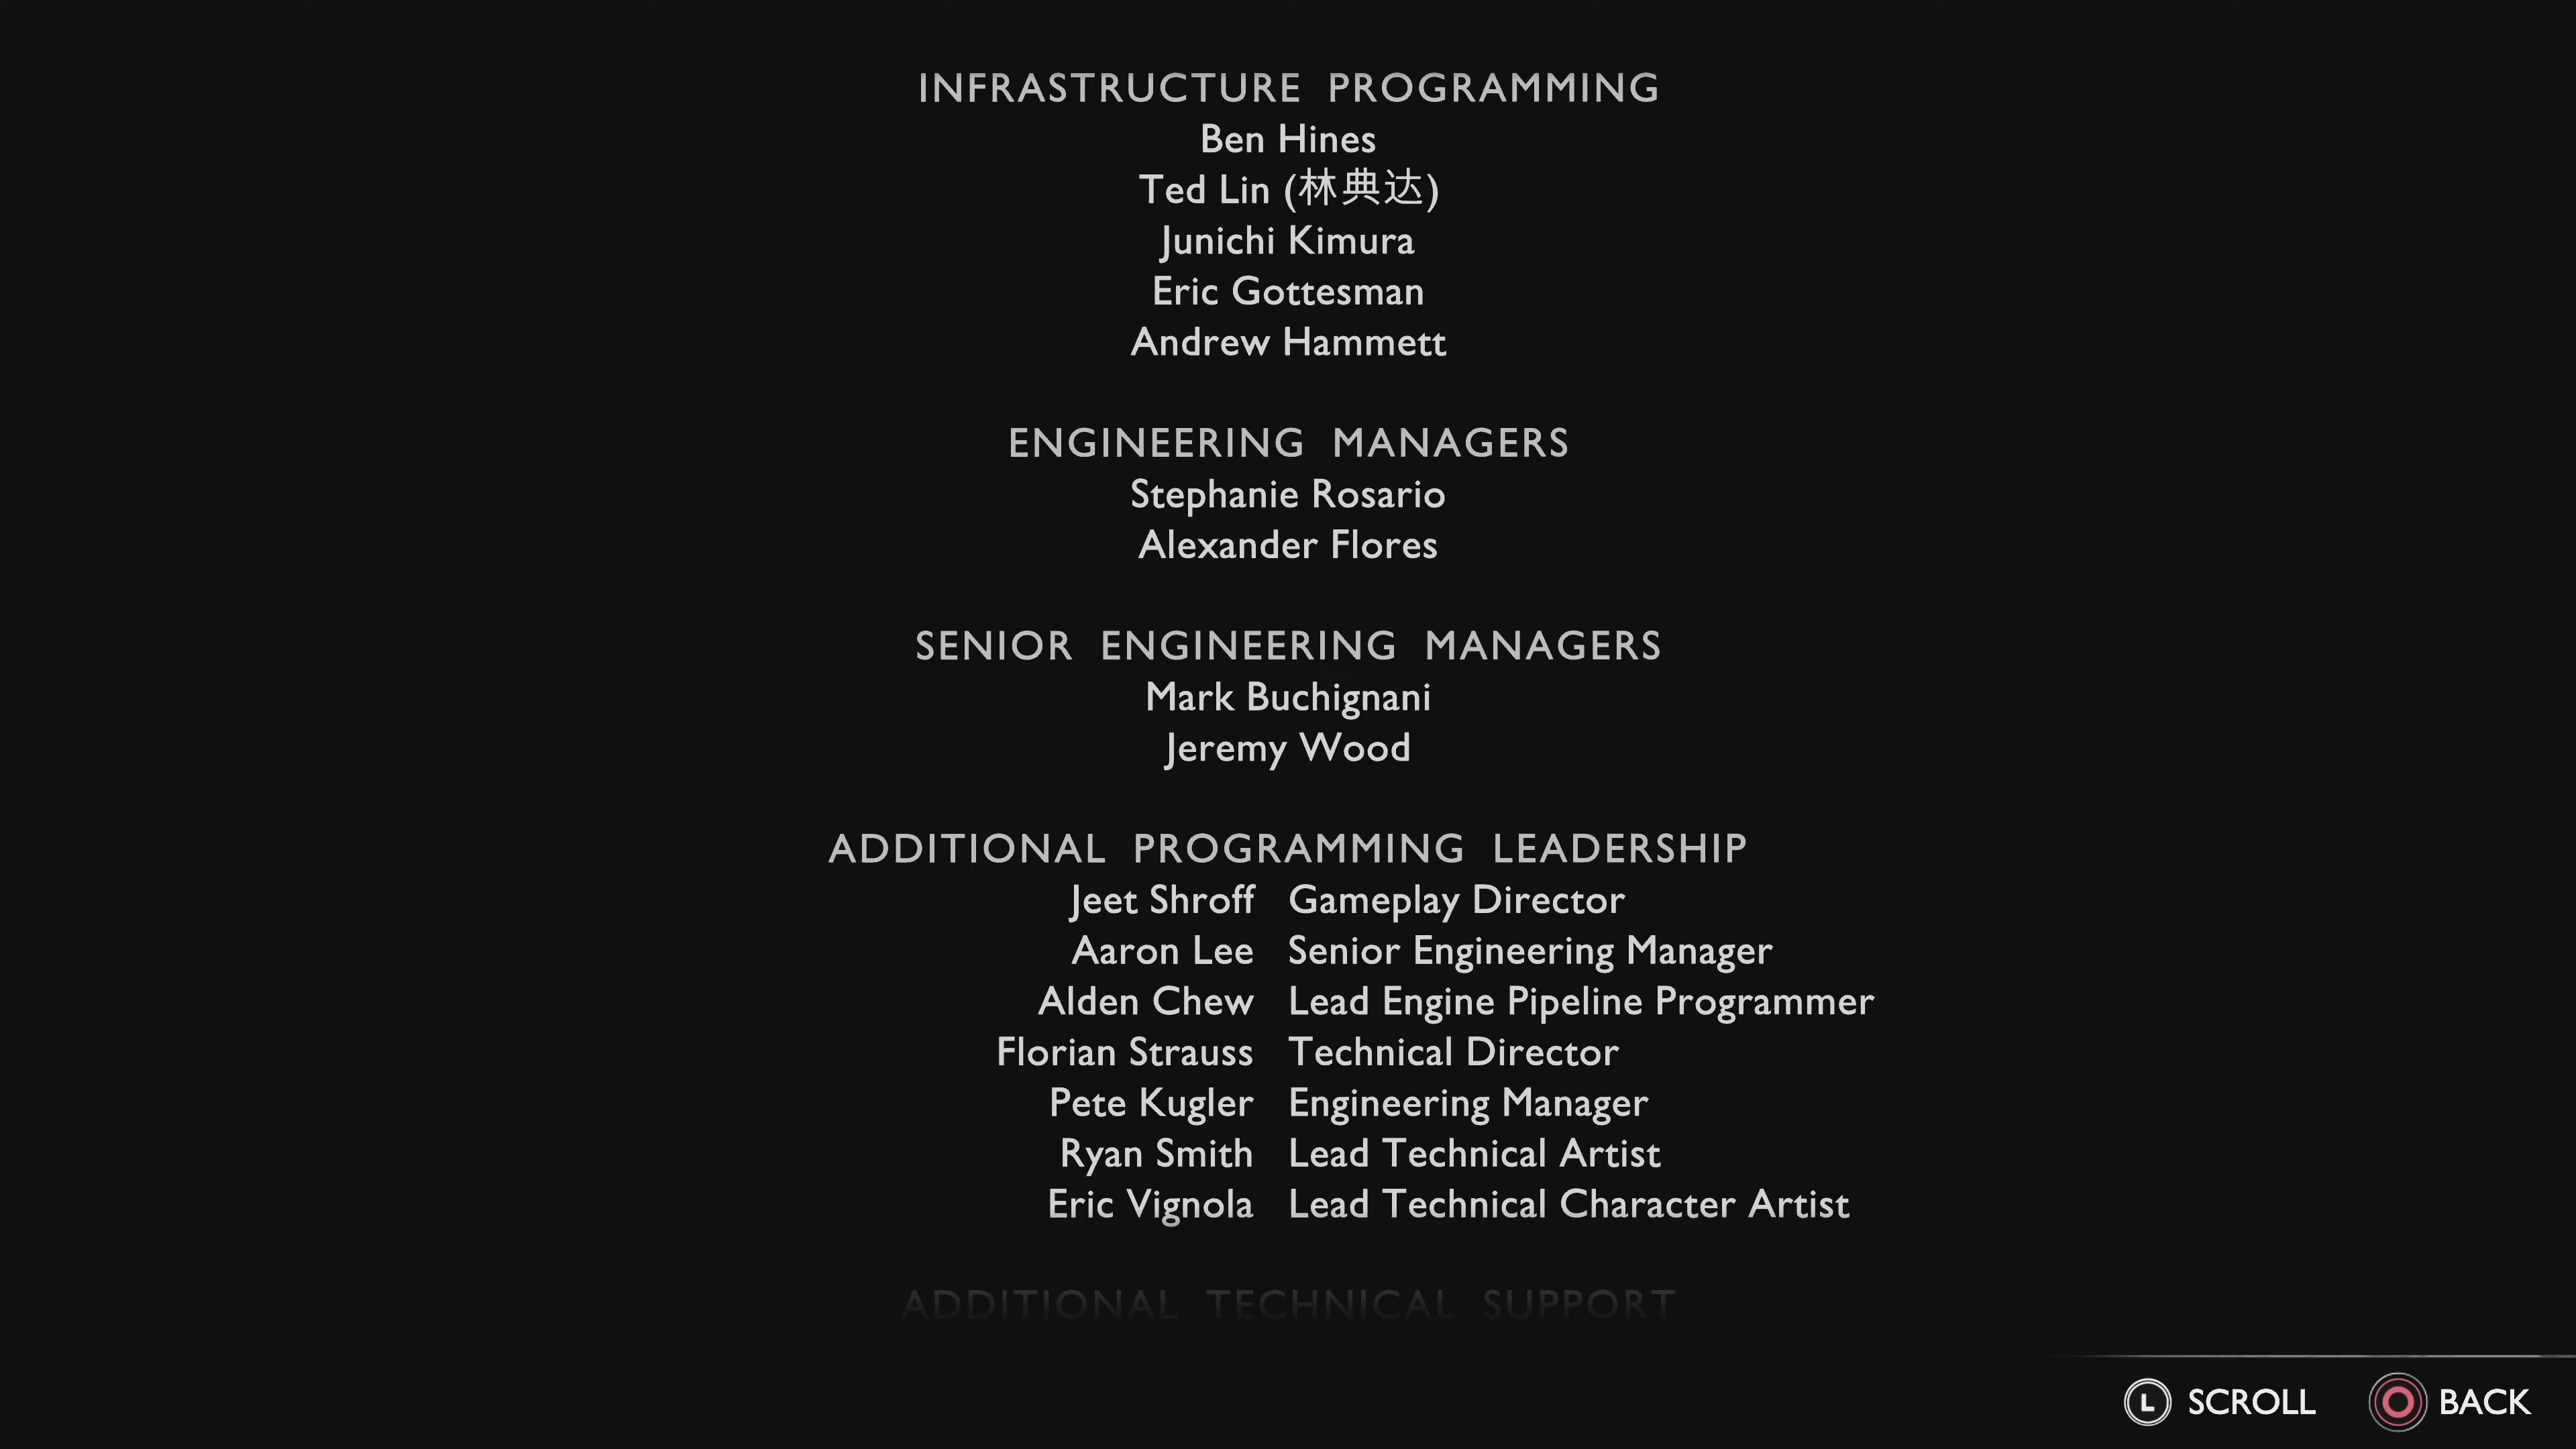 INFRASTRUCTURE PROGRAMMING
Ben Hines
Ted Lin (林典达)
Junichi Kimura
Eric Gottesman
Andrew Hammett
ENGINEERING MANAGERS
Stephanie Rosario
Alexander Flores
SENIOR ENGINEERING MANAGERS
Mark Buchignani
Jeremy Wood
ADDITIONAL PROGRAMMING LEADERSHIP
Jeet Shroff Gameplay Director
Aaron Lee Senior Engineering Manager
Alden Chew Lead Engine Pipeline Programmer
Florian Strauss Technical Director
Pete Kugler Engineering Manager
Ryan Smith Lead Technical Artist
Eric Vignola Lead Technical Character Artist
ADDITIONAL TECHNICAL SUPPORT
L SCROLL BACK